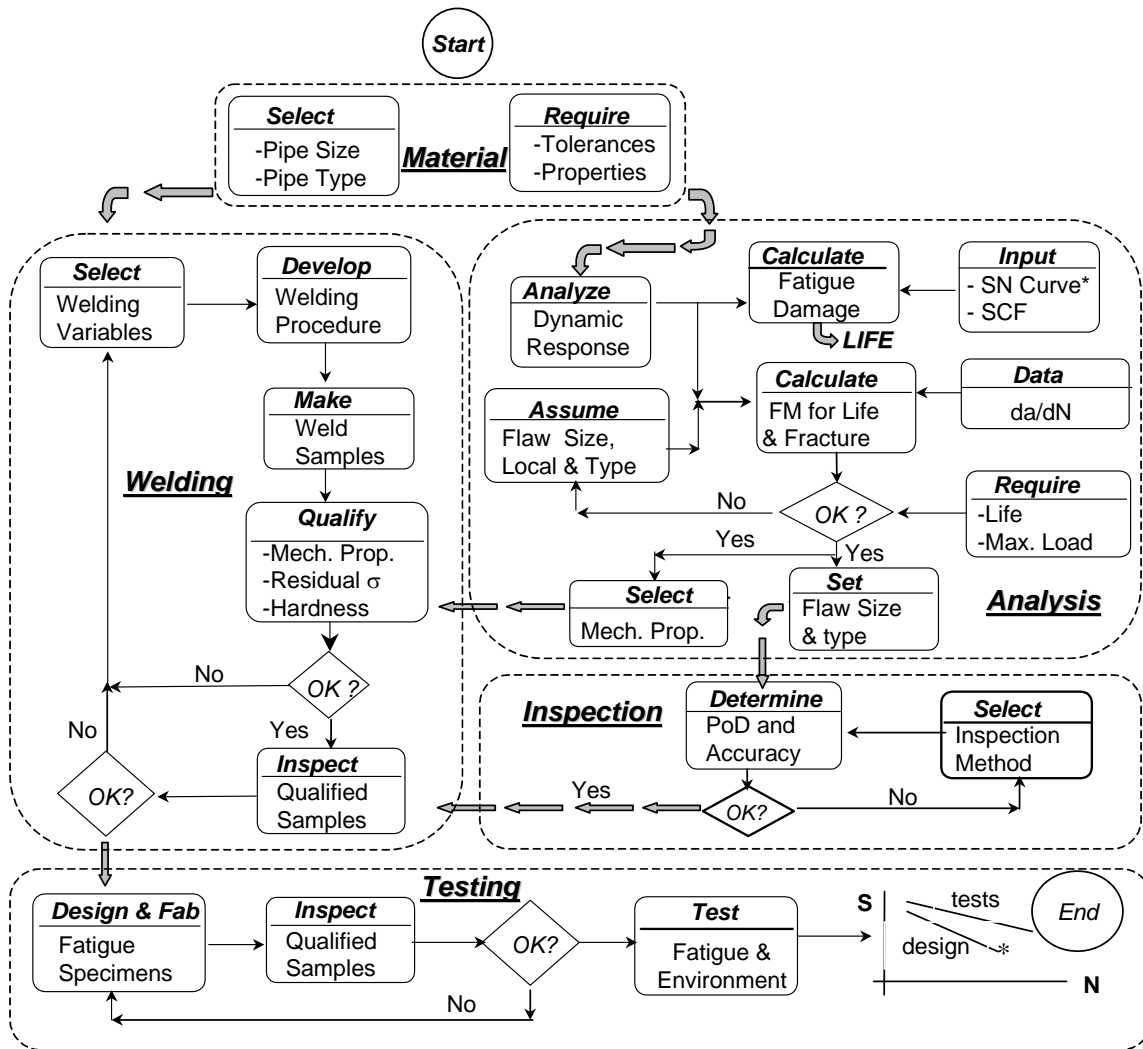 Start
Select
-Pipe Size
-Pipe Type
Material
Require
-Tolerances
-Properties
Select
Welding
Variables
Develop
Welding
Procedure
Make
Weld
Samples
Welding
Qualify
-Mech. Prop.
-Residual σ
-Hardness
OK ?
No
Yes
Inspect
Qualified
Samples
OK?
No
Analyze
Dynamic
Response
Calculate
Fatigue
Damage
Input
- SN Curve*
- SCF
LIFE
Assume
Flaw Size,
Local & Type
Calculate
FM for Life
& Fracture
Data
da/dN
No
OK ?
Require
-Life
-Max. Load
Yes
Yes
Select
Mech. Prop.
Set
Flaw Size
& type
Analysis
Inspection
Determine
PoD and
Accuracy
Select
Inspection
Method
Yes
OK?
No
Testing
Design & Fab
Fatigue
Specimens
Inspect
Qualified
Samples
OK?
No
Test
Fatigue &
Environment
S
tests
design
*
N
End